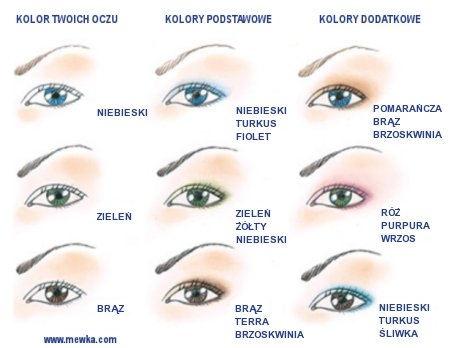 KOLOR TWOICH OCZU
KOLORY PODSTAWOWE
KOLORY DODATKOWE
NIEBIESKI
NIEBIESKI
TURKUS
FIOLET
POMARAŃCZA
BRĄZ
BRZOSKWINIA
ZIELEŃ
ZIELEŃ
ŻÓŁTY
NIEBIESKI
RÓŻ
PURPURA
WRZOS
BRĄZ
BRĄZ
TERRA
BRZOSKWINIA
NIEBIESKI
TURKUS
ŚLIWKA
www.mewka.com